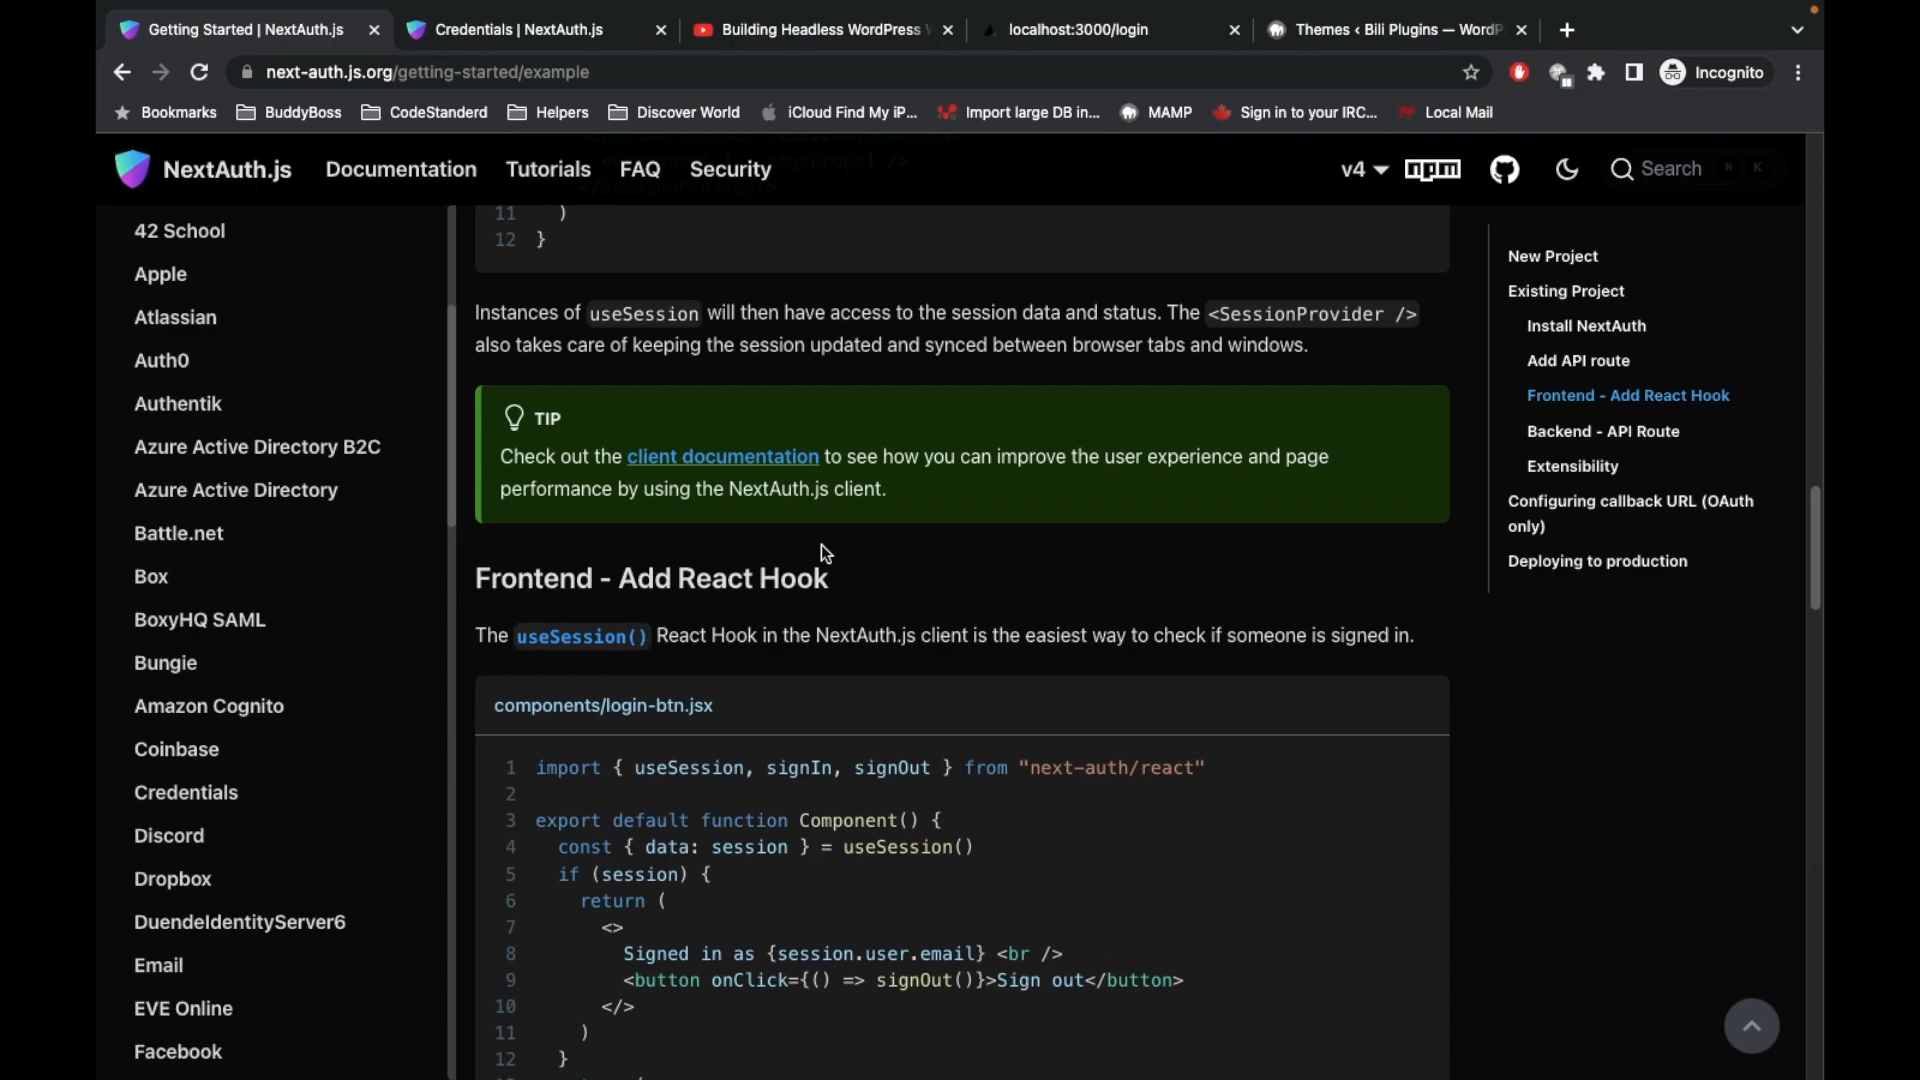 Getting Started | NextAuth.js
Credentials | NextAuth.js
Building Headless WordPress
localhost:3000/login
Themes ‹ Bili Plugins — WordP
next-auth.js.org/getting-started/example
Incognito
Bookmarks
BuddyBoss
CodeStanderd
Helpers
Discover World
iCloud Find My iP...
Import large DB in...
MAMP
Sign in to your IRC...
Local Mail
NextAuth.js
Documentation
Tutorials
FAQ
Security
v4
npm
Search
K
42 School
Apple
Atlassian
Auth0
Authentik
Azure Active Directory B2C
Azure Active Directory
Battle.net
Box
BoxyHQ SAML
Bungie
Amazon Cognito
Coinbase
Credentials
Discord
Dropbox
DuendeIdentityServer6
Email
EVE Online
Facebook
11 )
12 }
Instances of useSession will then have access to the session data and status. The <SessionProvider />
also takes care of keeping the session updated and synced between browser tabs and windows.
TIP
Check out the client documentation to see how you can improve the user experience and page
performance by using the NextAuth.js client.
Frontend - Add React Hook
The useSession() React Hook in the NextAuth.js client is the easiest way to check if someone is signed in.
components/login-btn.jsx
1 import { useSession, signIn, signOut } from "next-auth/react"
2
3 export default function Component() {
4 const { data: session } = useSession()
5 if (session) {
6 return (
7 <>
8 Signed in as {session.user.email} <br />
9 <button onClick={() => signOut()}>Sign out</button>
10 </>
11 )
12 }
New Project
Existing Project
Install NextAuth
Add API route
Frontend - Add React Hook
Backend - API Route
Extensibility
Configuring callback URL (OAuth
only)
Deploying to production